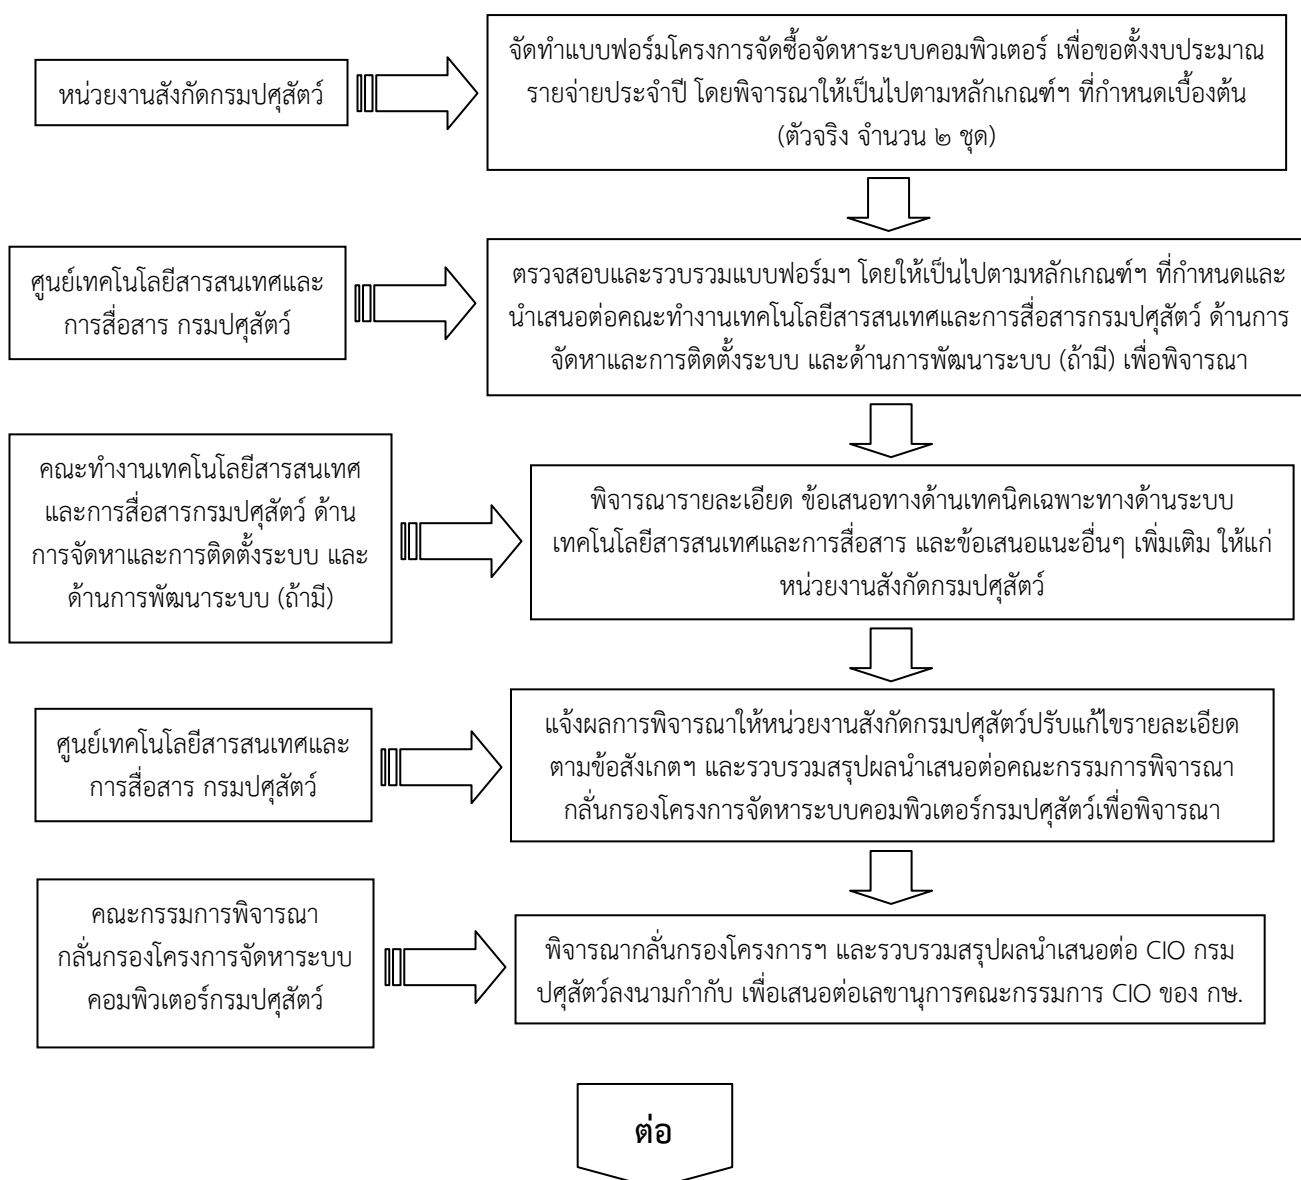 หน่วยงานสังกัดกรมปศุสัตว์
จัดทำแบบฟอร์มโครงการจัดซื้อจัดหาระบบคอมพิวเตอร์ เพื่อขอตั้งงบประมาณ
รายจ่ายประจำปี โดยพิจารณาให้เป็นไปตามหลักเกณฑ์ฯ ที่กำหนดเบื้องต้น
(ตัวจริง จำนวน ๒ ชุด)
ศูนย์เทคโนโลยีสารสนเทศและ
การสื่อสาร กรมปศุสัตว์
ตรวจสอบและรวบรวมแบบฟอร์มฯ โดยให้เป็นไปตามหลักเกณฑ์ฯ ที่กำหนดและ
นำเสนอต่อคณะทำงานเทคโนโลยีสารสนเทศและการสื่อสารกรมปศุสัตว์ ด้านการ
จัดหาและการติดตั้งระบบ และด้านการพัฒนาระบบ (ถ้ามี) เพื่อพิจารณา
คณะทำงานเทคโนโลยีสารสนเทศ
และการสื่อสารกรมปศุสัตว์ ด้าน
การจัดหาและการติดตั้งระบบ และ
ด้านการพัฒนาระบบ (ถ้ามี)
พิจารณารายละเอียด ข้อเสนอทางด้านเทคนิคเฉพาะทางด้านระบบ
เทคโนโลยีสารสนเทศและการสื่อสาร และข้อเสนอแนะอื่นๆ เพิ่มเติม ให้แก่
หน่วยงานสังกัดกรมปศุสัตว์
ศูนย์เทคโนโลยีสารสนเทศและ
การสื่อสาร กรมปศุสัตว์
แจ้งผลการพิจารณาให้หน่วยงานสังกัดกรมปศุสัตว์ปรับแก้ไขรายละเอียด
ตามข้อสังเกตฯ และรวบรวมสรุปผลนำเสนอต่อคณะกรรมการพิจารณา
กลั่นกรองโครงการจัดหาระบบคอมพิวเตอร์กรมปศุสัตว์เพื่อพิจารณา
คณะกรรมการพิจารณา
กลั่นกรองโครงการจัดหาระบบ
คอมพิวเตอร์กรมปศุสัตว์
พิจารณากลั่นกรองโครงการฯ และรวบรวมสรุปผลนำเสนอต่อ CIO กรม
ปศุสัตว์ลงนามกำกับ เพื่อเสนอต่อเลขานุการคณะกรรมการ CIO ของ กษ.
ต่อ